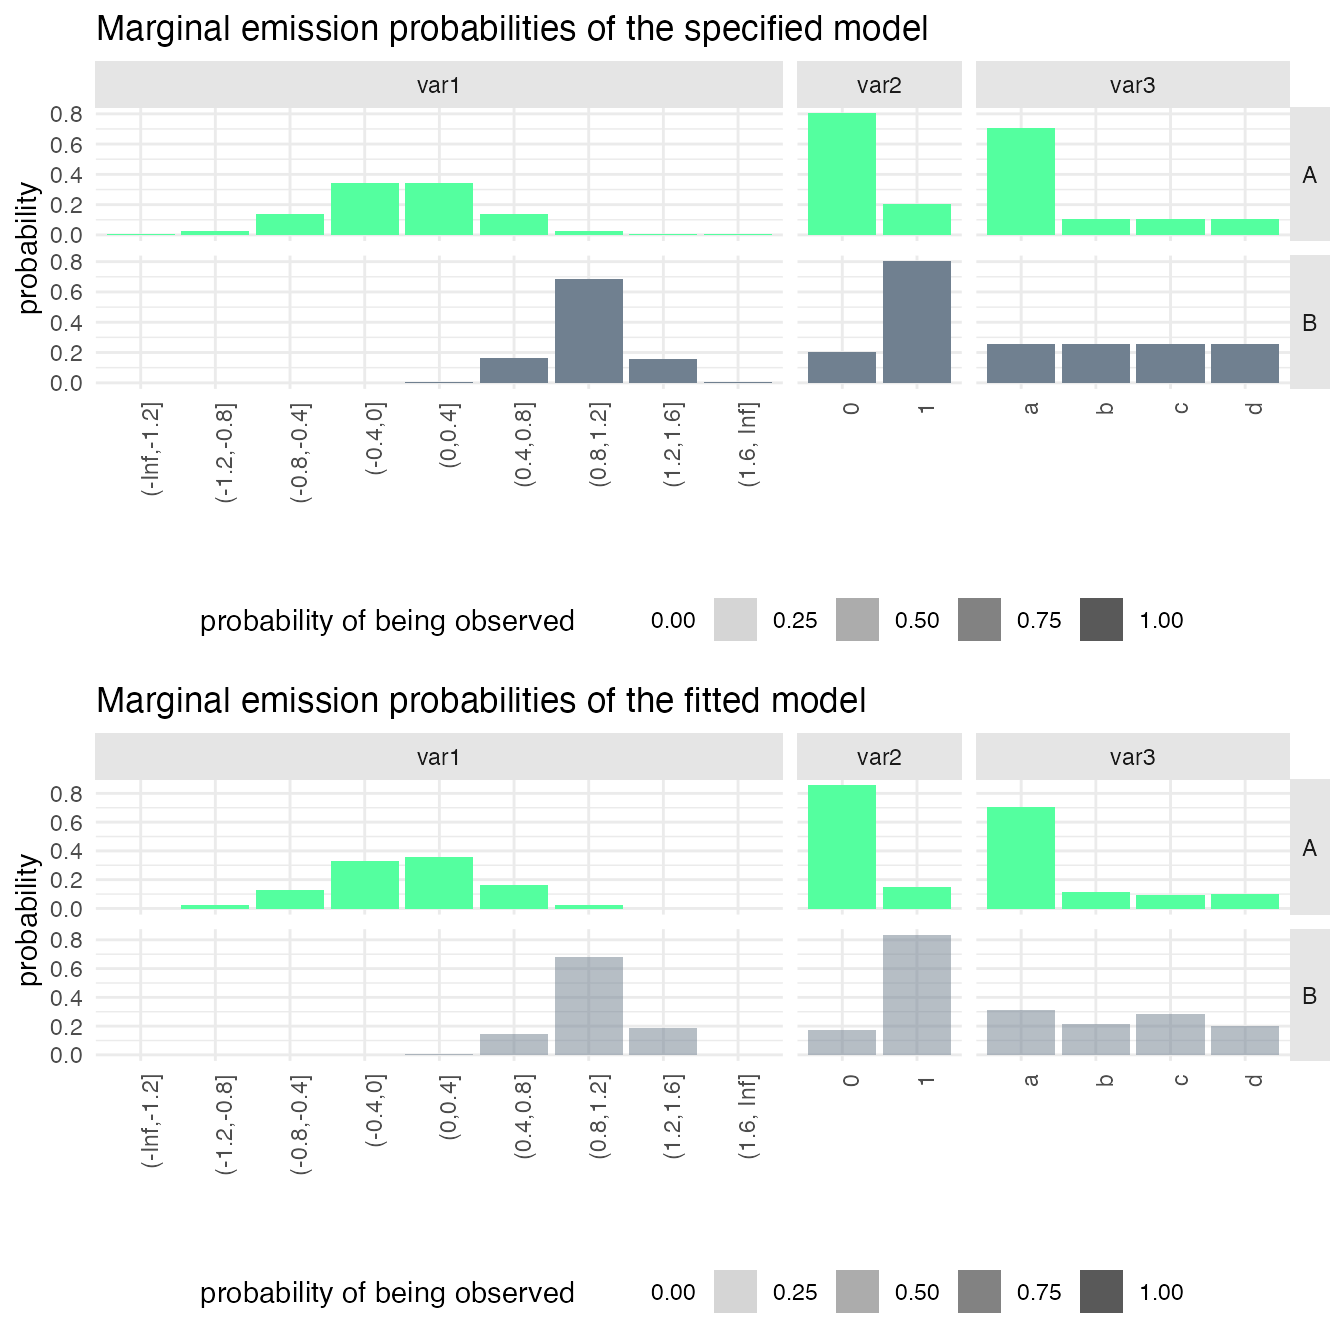 Marginal emission probabilities of the specified model
var1 var2 var3
probability
0.8
0.6
0.4
0.2
0.0
A
0.8
0.6
0.4
0.2
0.0
B
(-Inf,-1.2] (-1.2,-0.8] (-0.8,-0.4] (-0.4,0] (0,0.4] (0.4,0.8] (0.8,1.2] (1.2,1.6] (1.6, Inf] 0 1 a b c d
probability of being observed 0.00 0.25 0.50 0.75 1.00
Marginal emission probabilities of the fitted model
var1 var2 var3
probability
0.8
0.6
0.4
0.2
0.0
A
0.8
0.6
0.4
0.2
0.0
B
(-Inf,-1.2] (-1.2,-0.8] (-0.8,-0.4] (-0.4,0] (0,0.4] (0.4,0.8] (0.8,1.2] (1.2,1.6] (1.6, Inf] 0 1 a b c d
probability of being observed 0.00 0.25 0.50 0.75 1.00